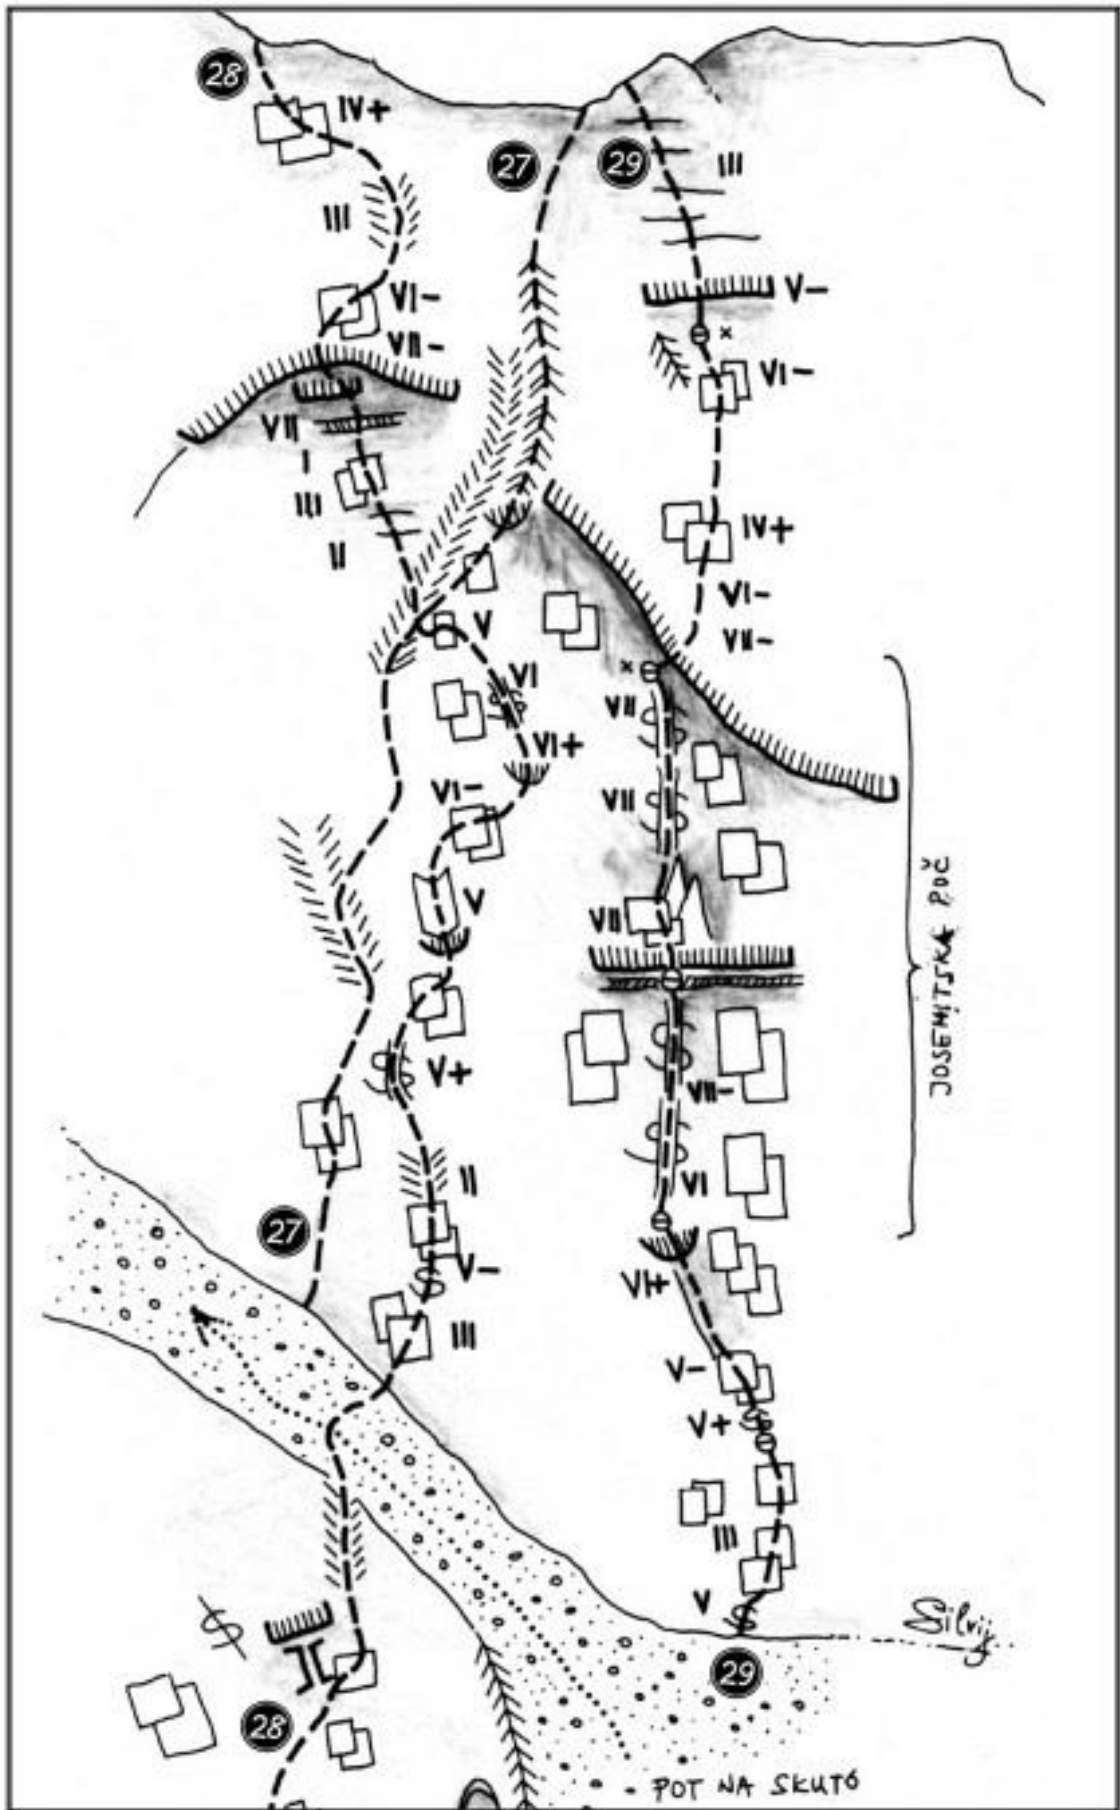 28
IV+
27
29
III
III
VI-
V-
VII-
VI-
VII
I
III
II
IV+
VI-
V
VII-
VI
VII
VI+
VI-
VII
V
VII
V+
VII-
II
VI
27
V-
VI+
III
V-
V+
III
V
JOSEHITSKA POČ
Silvij
29
28
POT NA SKUTO